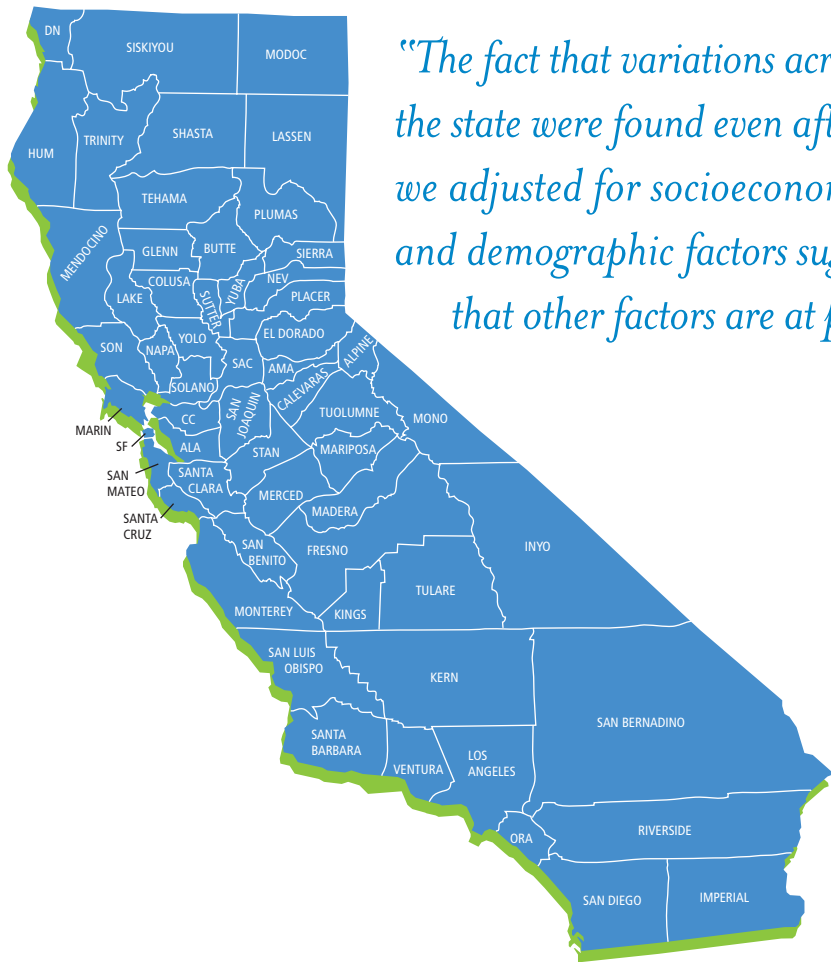 "The fact that variations acr
the state were found even aft
we adjusted for socioeconom
and demographic factors sug
that other factors are at p
DN
SISKIYOU
MODOC
HUM
TRINITY
SHASTA
LASSEN
TEHAMA
PLUMAS
MENDOCINO
GLENN
BUTTE
SIERRA
COLUSA
YUBA
NEV
LAKE
SUTTER
PLACER
SON
NAPA
YOLO
EL DORADO
SAC
AMA
ALPINE
SOLANO
CALEVARAS
SAN
JOAQUIN
TUOLUMNE
MONO
MARIN
CC
SF
ALA
STAN
MARIPOSA
SAN
MATEO
SANTA
CLARA
MERCED
MADERA
SANTA
CRUZ
SAN
BENITO
FRESNO
INYO
TULARE
MONTEREY
KINGS
SAN LUIS
OBISPO
KERN
SAN BERNADINO
SANTA
BARBARA
VENTURA
LOS
ANGELES
ORA
RIVERSIDE
SAN DIEGO
IMPERIAL